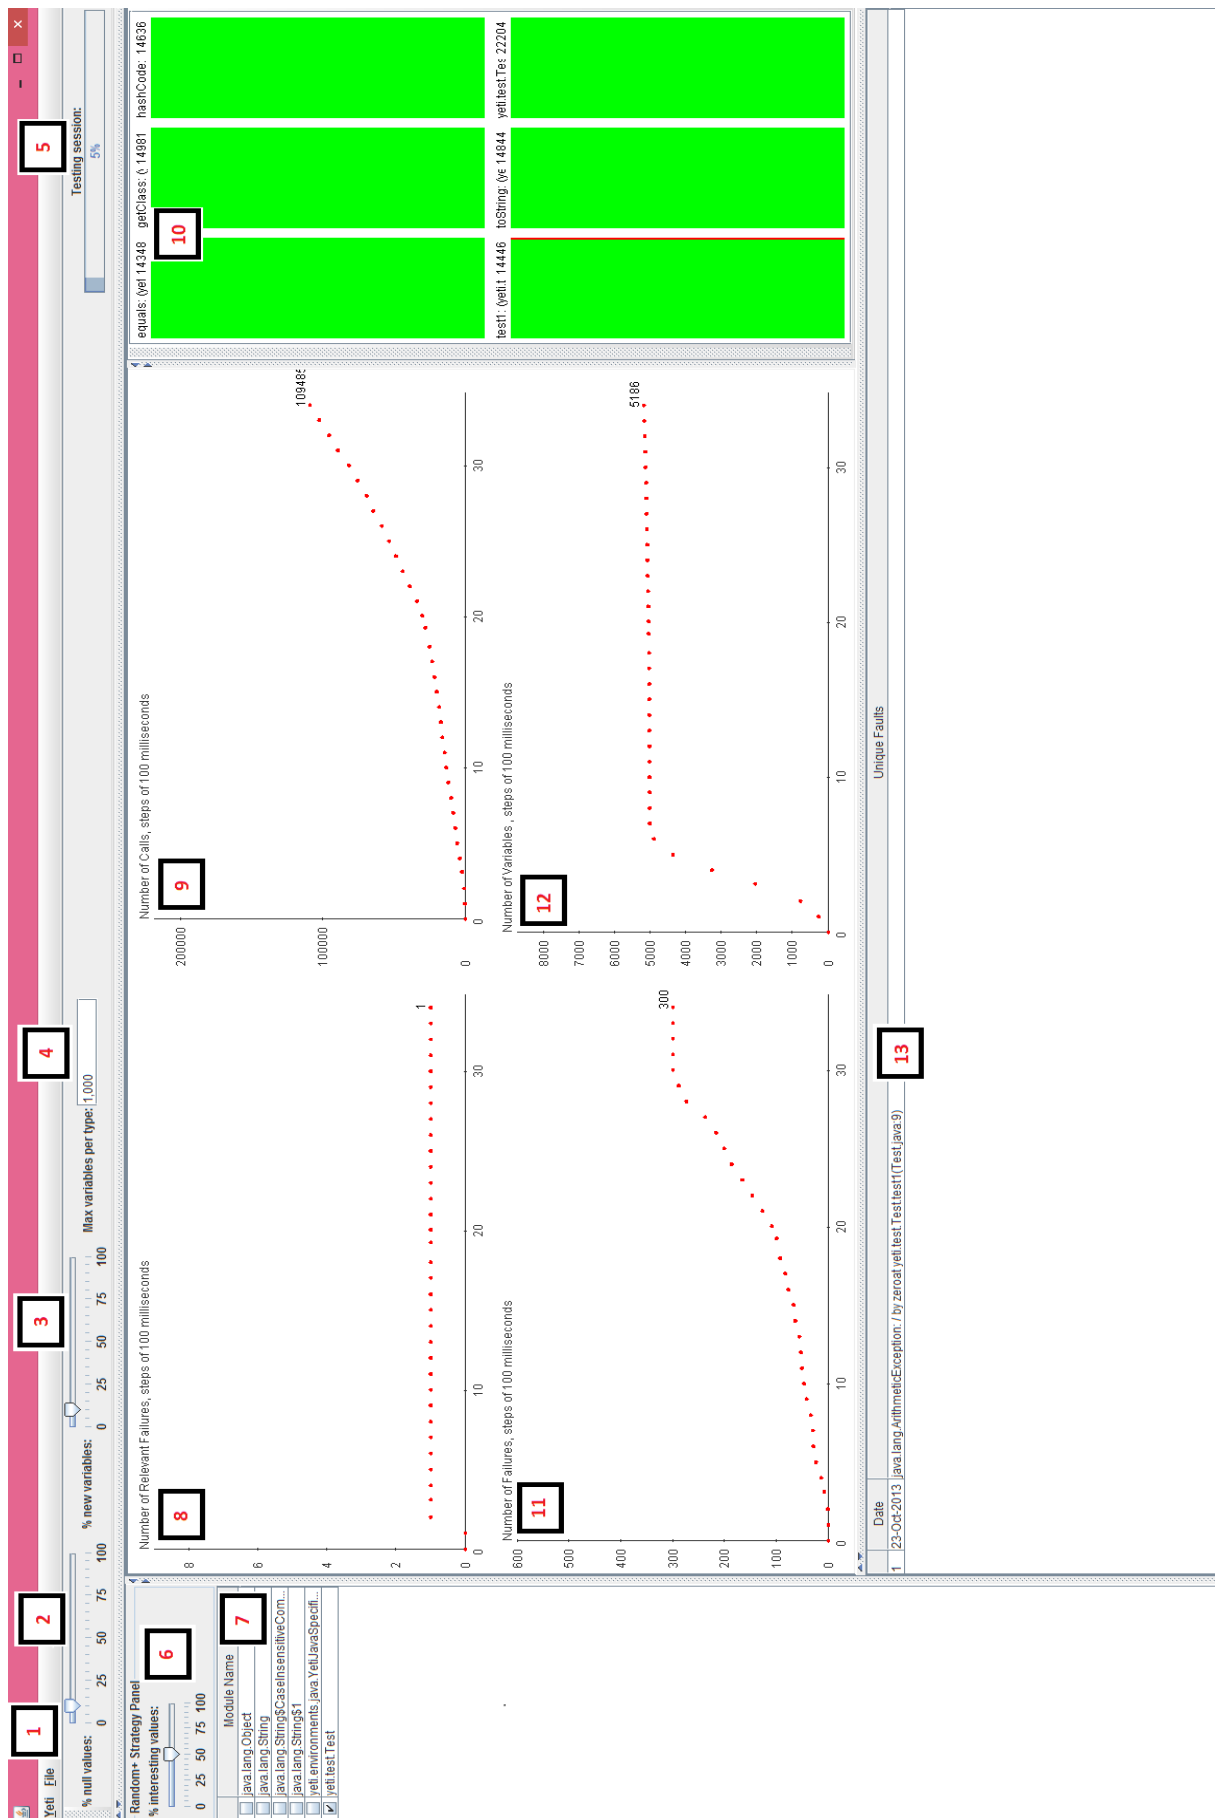 1
2
3
4
5
Yeti File
% null values:
0 25 50 75 100
% new variables:
0 25 50 75 100
Max variables per type: 1,000
Testing session:
5%
Random+ Strategy Panel
% interesting values:
0 25 50 75 100
6
7
Module Name
java.lang.Object
java.lang.String
java.lang.String$CaseInsensitiveCom...
java.lang.String$1
yeti.environments.java.YetiJavaSpecifi...
yeti.test.Test
Number of Relevant Failures, steps of 100 milliseconds
8
8
6
4
2
0
0 10 20 30
1
Number of Calls, steps of 100 milliseconds
9
200000
100000
0
0 10 20 30
109485
equals: (yet 14348
getClass: (\ 14981
hashCode: 14636
10
Number of Failures, steps of 100 milliseconds
11
600
500
400
300
200
100
0
0 10 20 30
300
Number of Variables , steps of 100 milliseconds
12
8000
7000
6000
5000
4000
3000
2000
1000
0
0 10 20 30
5186
test1: (yeti.t 14446
toString: (ye 14844
yeti.test.Tes 22204
Date
Unique Faults
13
1 23-Oct-2013 java.lang.ArithmeticException: / by zeroat yeti.test.Test.test1(Test.java:9)